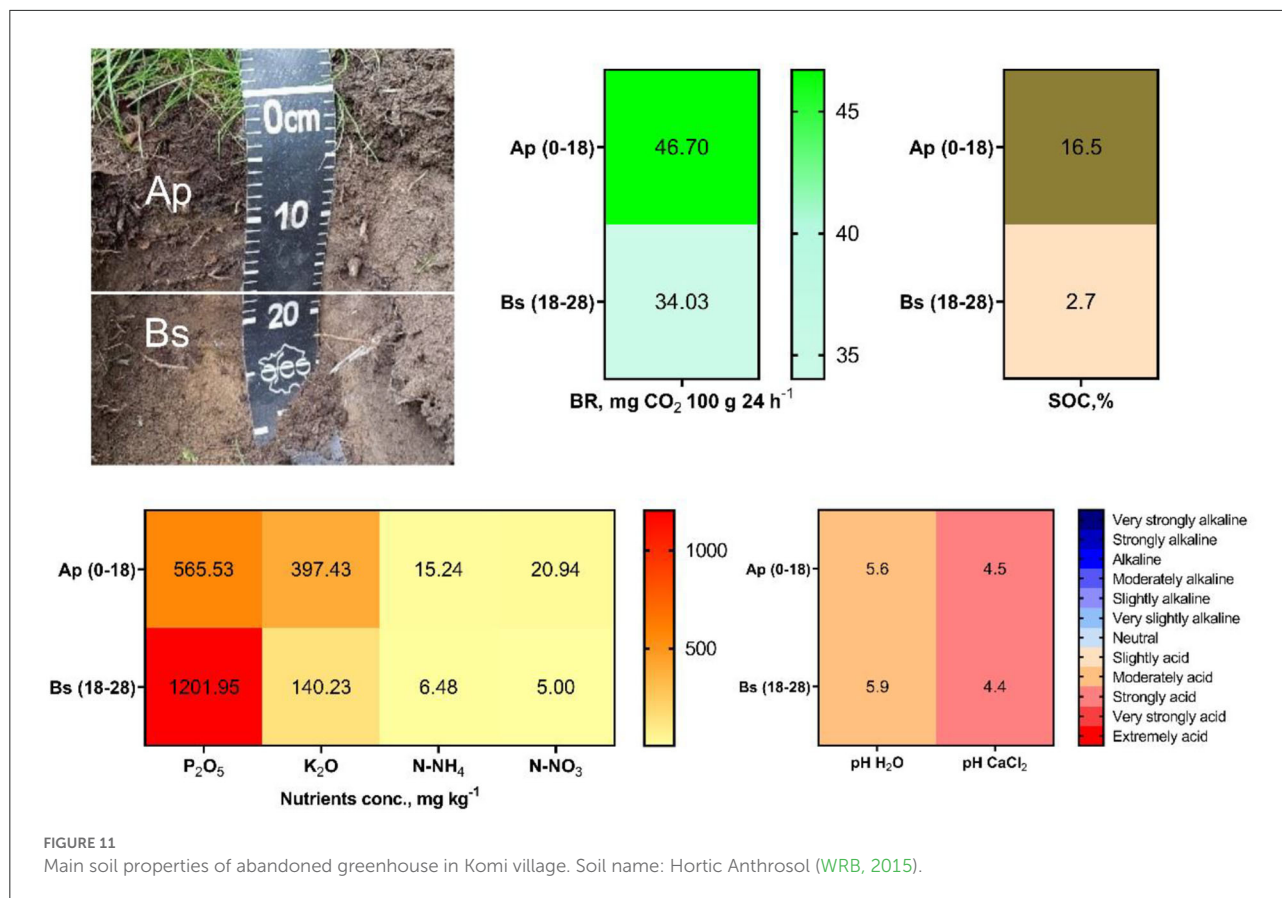 0cm
Ap
10
Bs
20
Ap (0-18)
46.70
Bs (18-28)
34.03
45
40
35
BR, mg CO₂ 100 g 24 h⁻¹
Ap (0-18)
16.5
Bs (18-28)
2.7
SOC,%
Ap (0-18) 565.53 397.43 15.24 20.94
Bs (18-28) 1201.95 140.23 6.48 5.00
P₂O₅ K₂O N-NH₄ N-NO₃
Nutrients conc., mg kg⁻¹
1000
500
Ap (0-18) 5.6 4.5
Bs (18-28) 5.9 4.4
pH H₂O pH CaCl₂
Very strongly alkaline
Strongly alkaline
Alkaline
Moderately alkaline
Slightly alkaline
Very slightly alkaline
Neutral
Slightly acid
Moderately acid
Strongly acid
Very strongly acid
Extremely acid
FIGURE 11
Main soil properties of abandoned greenhouse in Komi village. Soil name: Hortic Anthrosol (WRB, 2015).